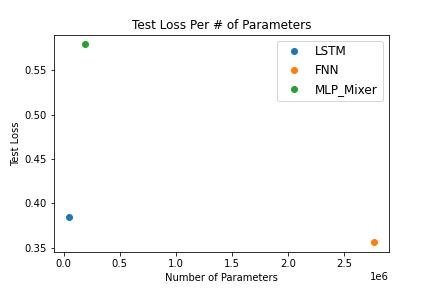 Test Loss Per # of Parameters
LSTM
FNN
MLP_Mixer
Test Loss
0.55
0.50
0.45
0.40
0.35
0.0 0.5 1.0 1.5 2.0 2.5
1e6
Number of Parameters